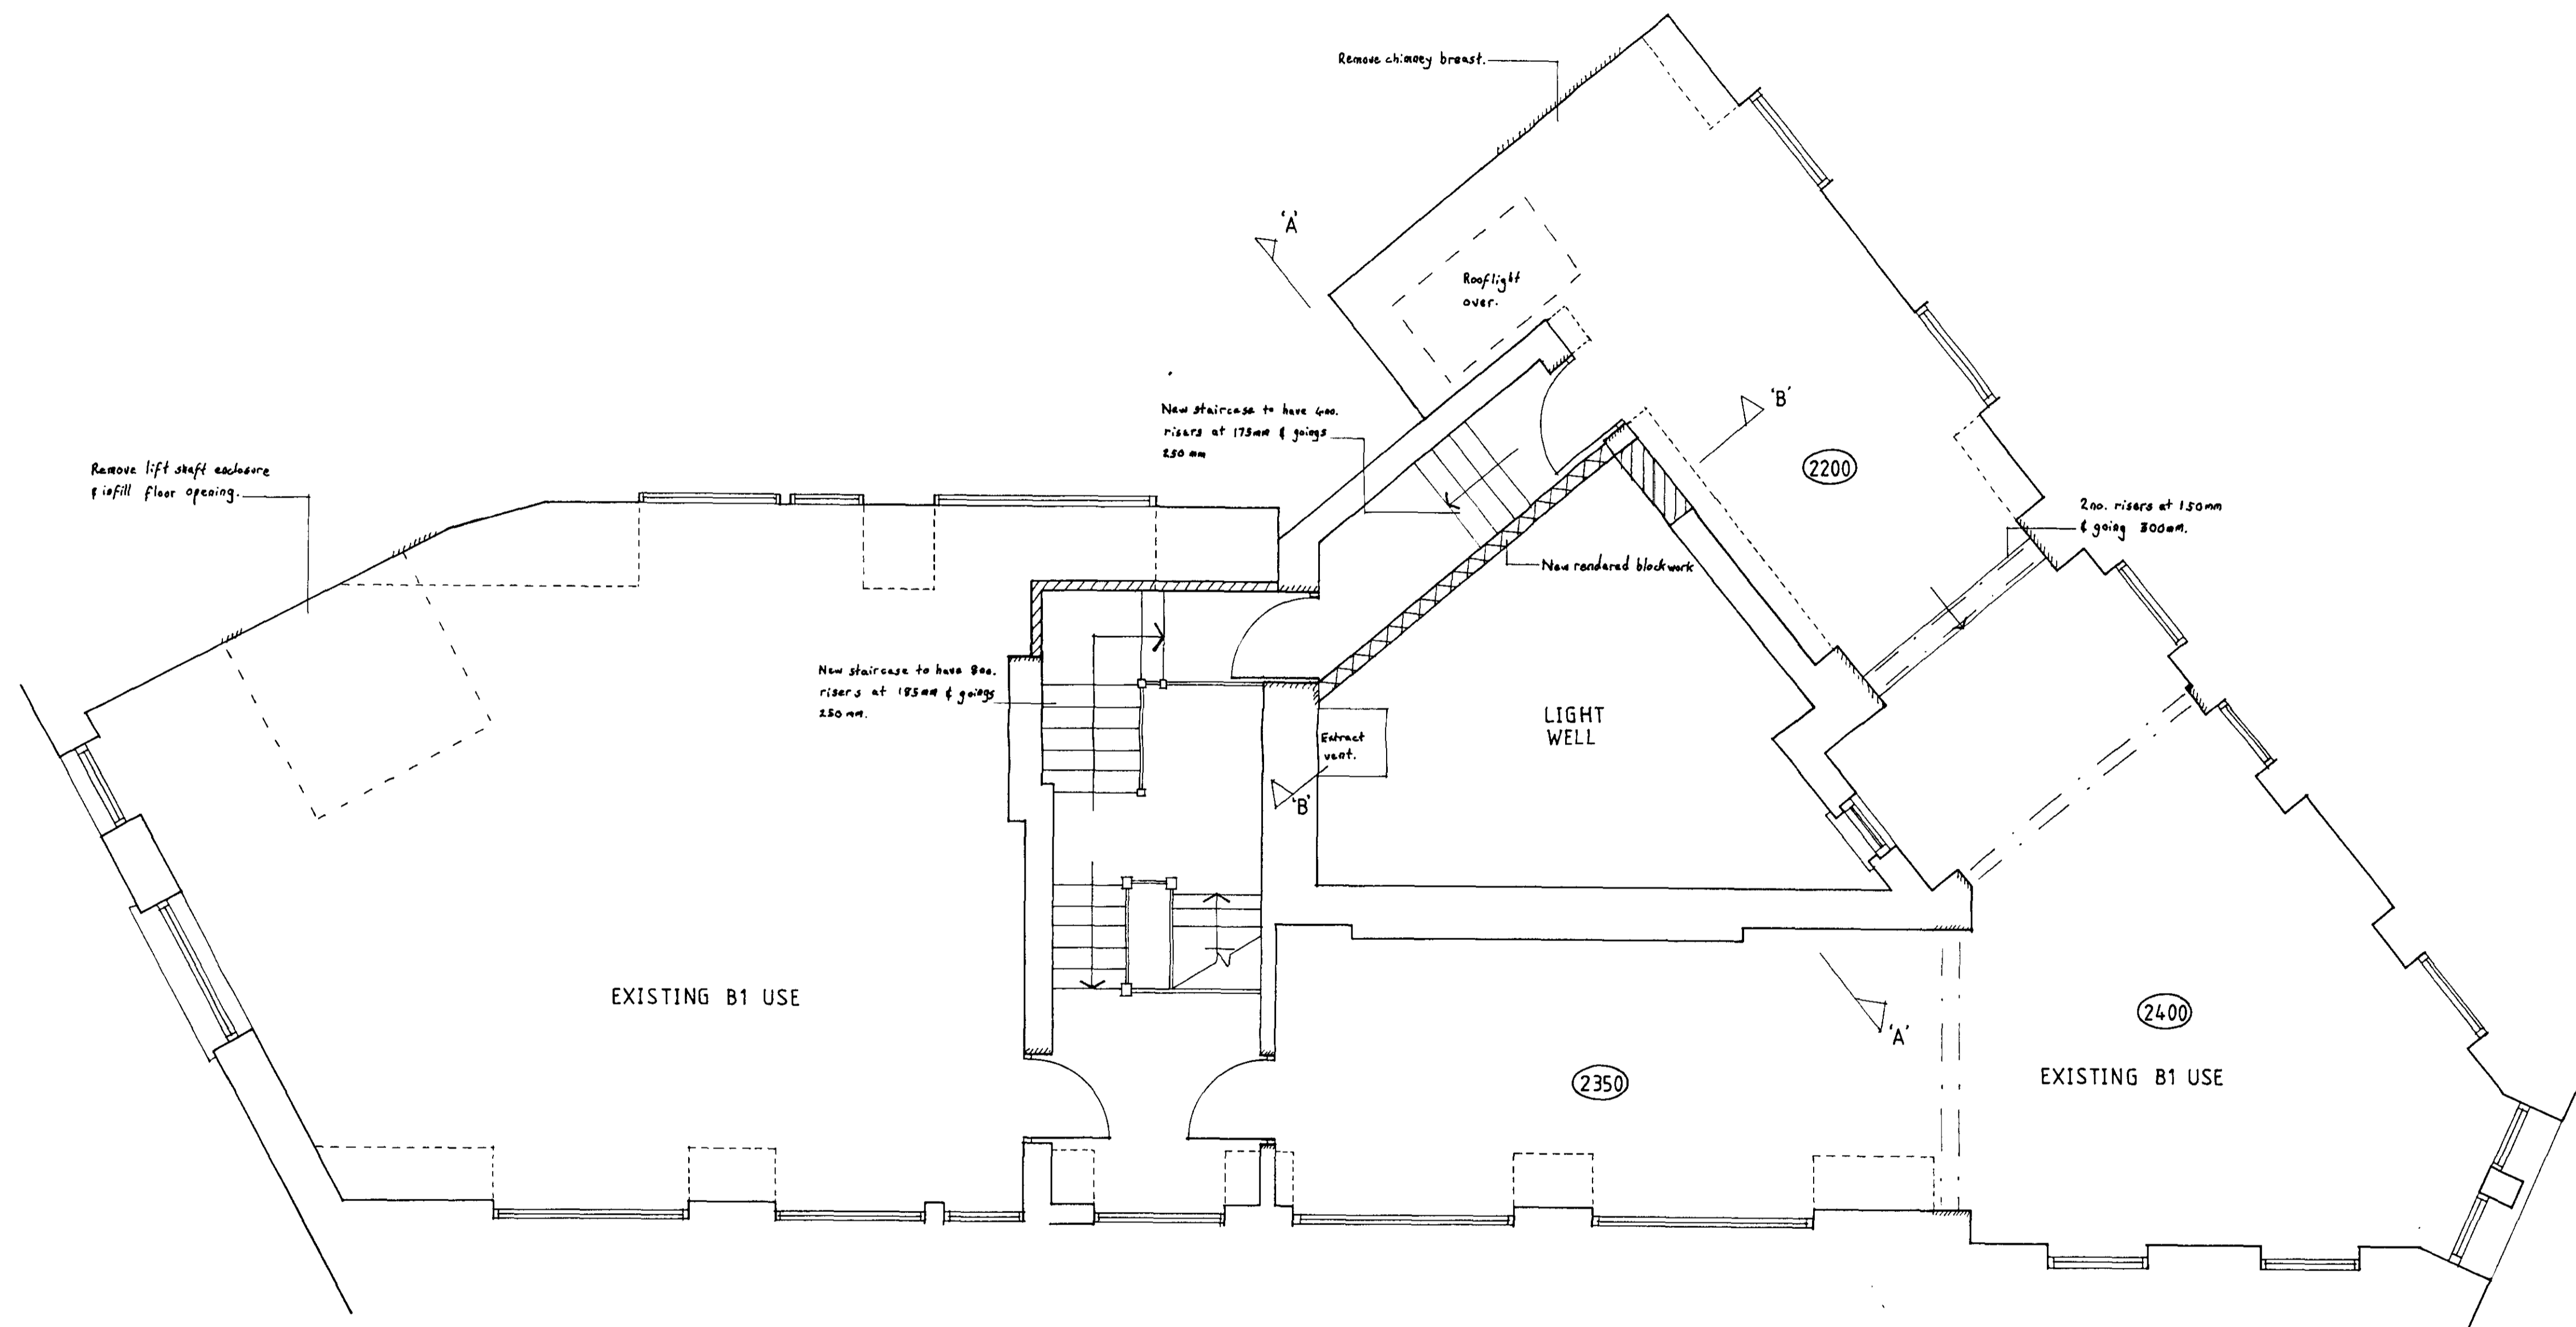 Remove chimney breast.
'A'
Rooflight
over.
New staircase to have 4no.
risers at 175mm & goings
250 mm
'B'
2200
Remove lift shaft enclosure
& infill floor opening.
2no. risers at 150mm
& going 300mm.
New rendered blockwork
New staircase to have 8no.
risers at 185mm & goings
250 mm.
LIGHT
WELL
Extract
vent.
'B'
EXISTING B1 USE
2400
'A'
EXISTING B1 USE
2350